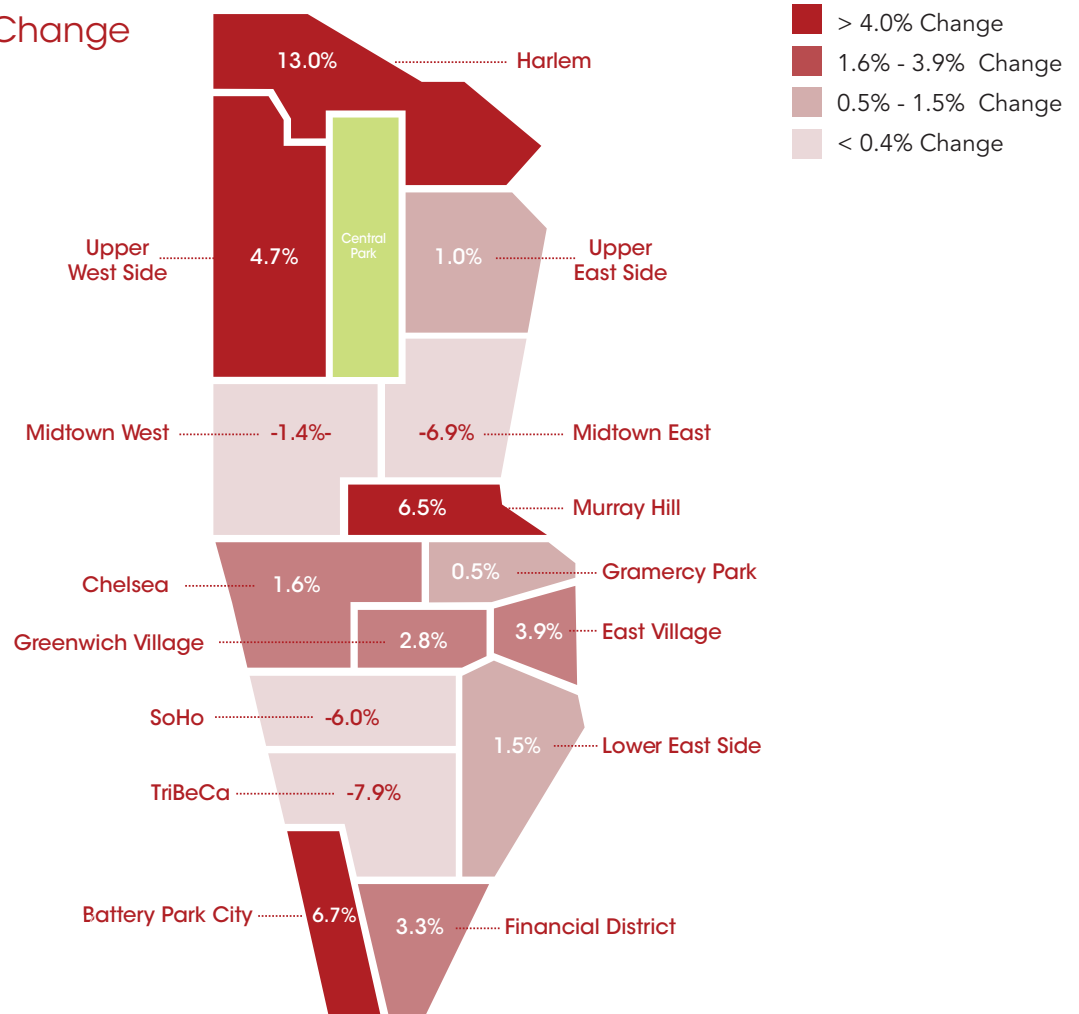 Change
> 4.0% Change
1.6% - 3.9% Change
0.5% - 1.5% Change
< 0.4% Change
13.0%
Harlem
Upper
West Side
4.7%
Central
Park
1.0%
Upper
East Side
Midtown West
-1.4%-
-6.9%
Midtown East
6.5%
Murray Hill
Chelsea
1.6%
0.5%
Gramercy Park
Greenwich Village
2.8%
3.9%
East Village
SoHo
-6.0%
1.5%
Lower East Side
TriBeCa
-7.9%
Battery Park City
6.7%
3.3%
Financial District